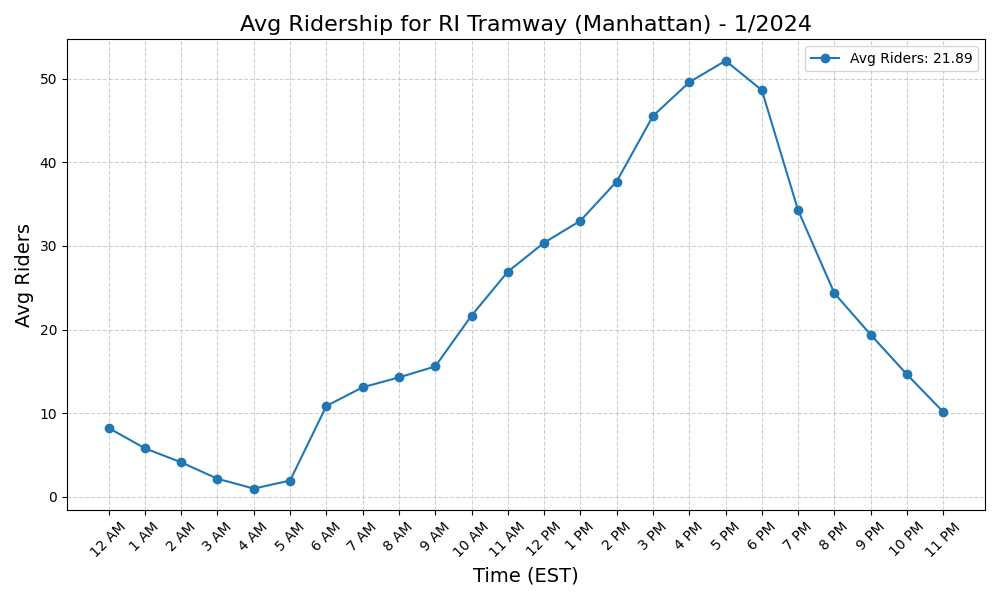 Avg Ridership for RI Tramway (Manhattan) - 1/2024
Avg Riders: 21.89
Avg Riders
50
40
30
20
10
0
12 AM
1 AM
2 AM
3 AM
4 AM
5 AM
6 AM
7 AM
8 AM
9 AM
10 AM
11 AM
12 PM
1 PM
2 PM
3 PM
4 PM
5 PM
6 PM
7 PM
8 PM
9 PM
10 PM
11 PM
Time (EST)